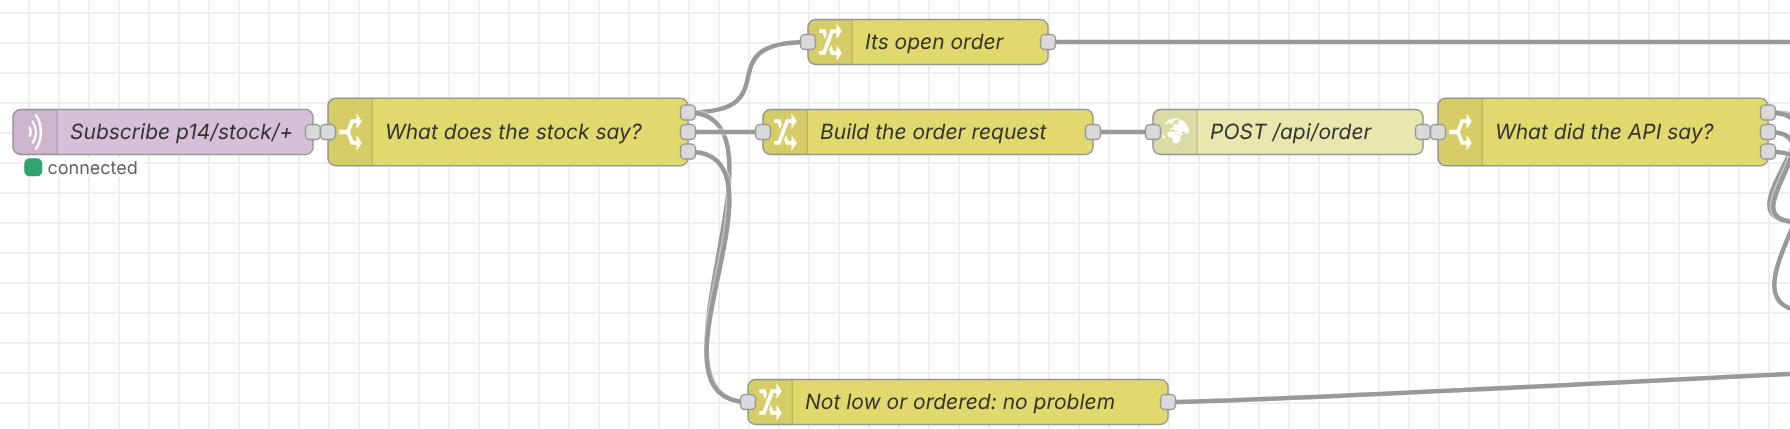 Its open order
Subscribe p14/stock/+
What does the stock say?
Build the order request
POST /api/order
What did the API say?
connected
Not low or ordered: no problem